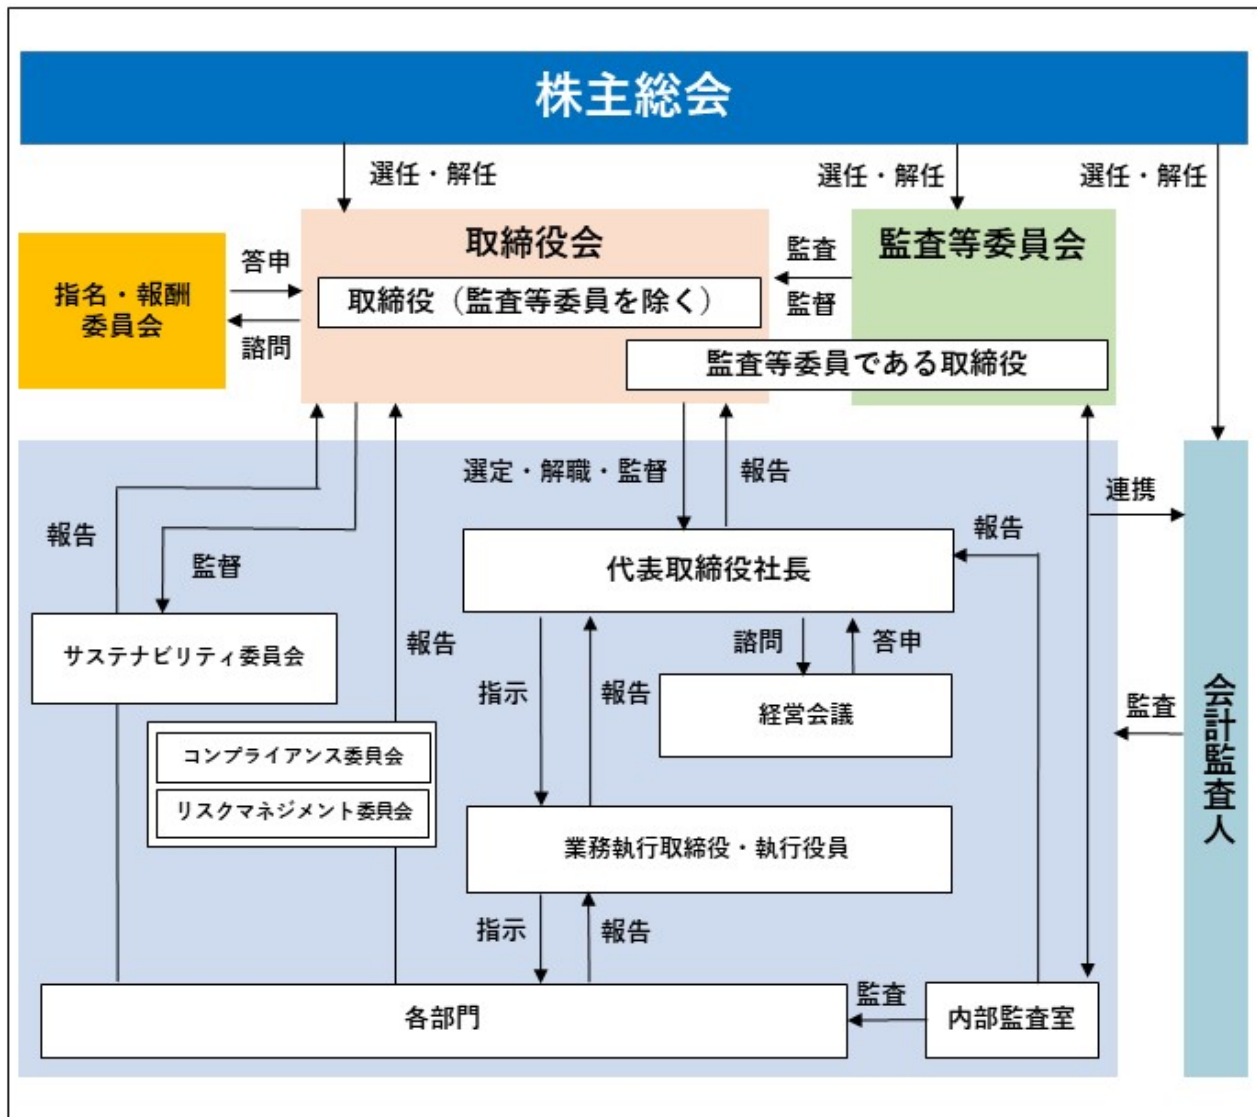 株主総会
選任・解任
選任・解任
選任・解任
取締役会
監査等委員会
指名・報酬
委員会
答申
諮問
取締役（監査等委員を除く）
監査
監督
監査等委員である取締役
選定・解職・監督
報告
連携
報告
監督
代表取締役社長
報告
サステナビリティ委員会
報告
諮問
答申
指示
報告
経営会議
監査
会計監査人
コンプライアンス委員会
リスクマネジメント委員会
業務執行取締役・執行役員
指示
報告
各部門
監査
内部監査室